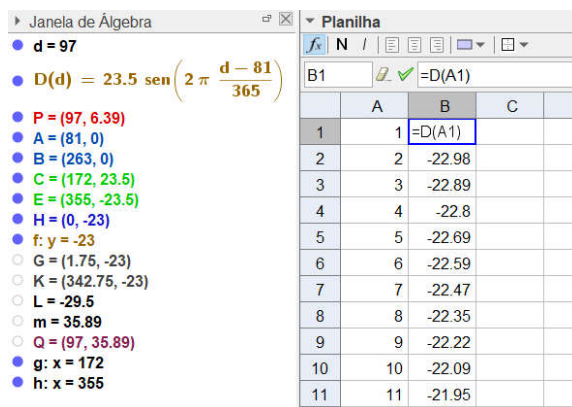 Janela de Álgebra
d = 97
D(d) = 23.5 sen(2 π (d − 81)/365)
P = (97, 6.39)
A = (81, 0)
B = (263, 0)
C = (172, 23.5)
E = (355, -23.5)
H = (0, -23)
f: y = -23
G = (1.75, -23)
K = (342.75, -23)
L = -29.5
m = 35.89
Q = (97, 35.89)
g: x = 172
h: x = 355
Planilha
fx N I
B1 =D(A1)
A B C
1 1 =D(A1)
2 2 -22.98
3 3 -22.89
4 4 -22.8
5 5 -22.69
6 6 -22.59
7 7 -22.47
8 8 -22.35
9 9 -22.22
10 10 -22.09
11 11 -21.95